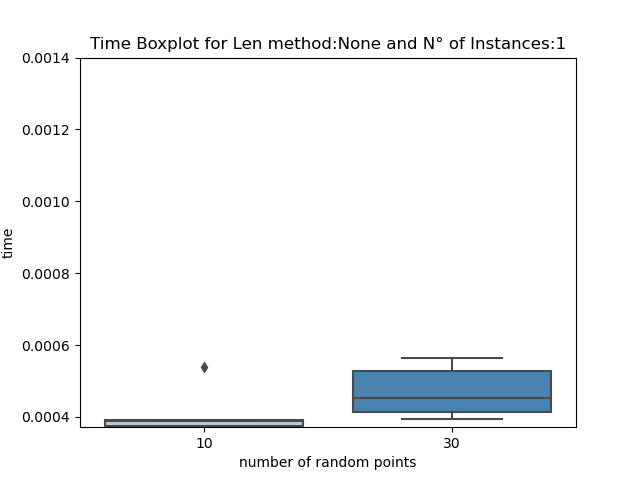 Time Boxplot for Len method:None and N° of Instances:1
0.0014
0.0012
0.0010
0.0008
0.0006
0.0004
time
10 30
number of random points